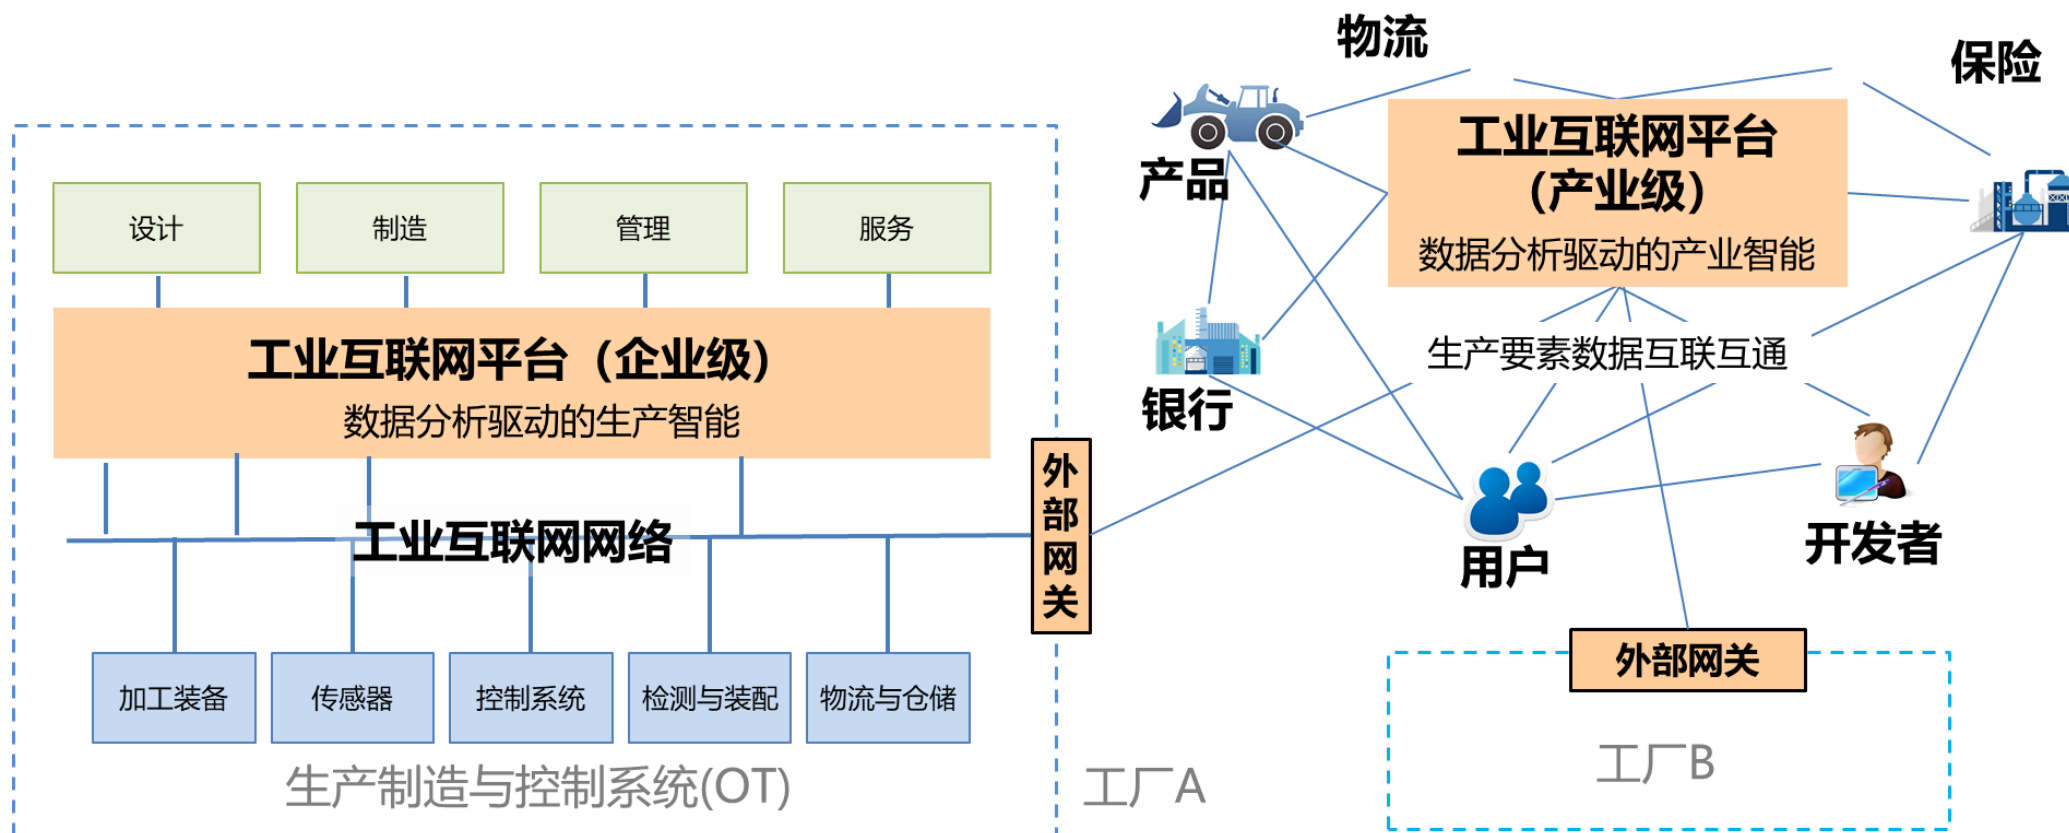 设计
制造
管理
服务
工业互联网平台（企业级）
数据分析驱动的生产智能
工业互联网网络
加工装备
传感器
控制系统
检测与装配
物流与仓储
生产制造与控制系统(OT)
外部网关
工厂A
物流
保险
产品
工业互联网平台
（产业级）
数据分析驱动的产业智能
生产要素数据互联互通
银行
用户
开发者
外部网关
工厂B